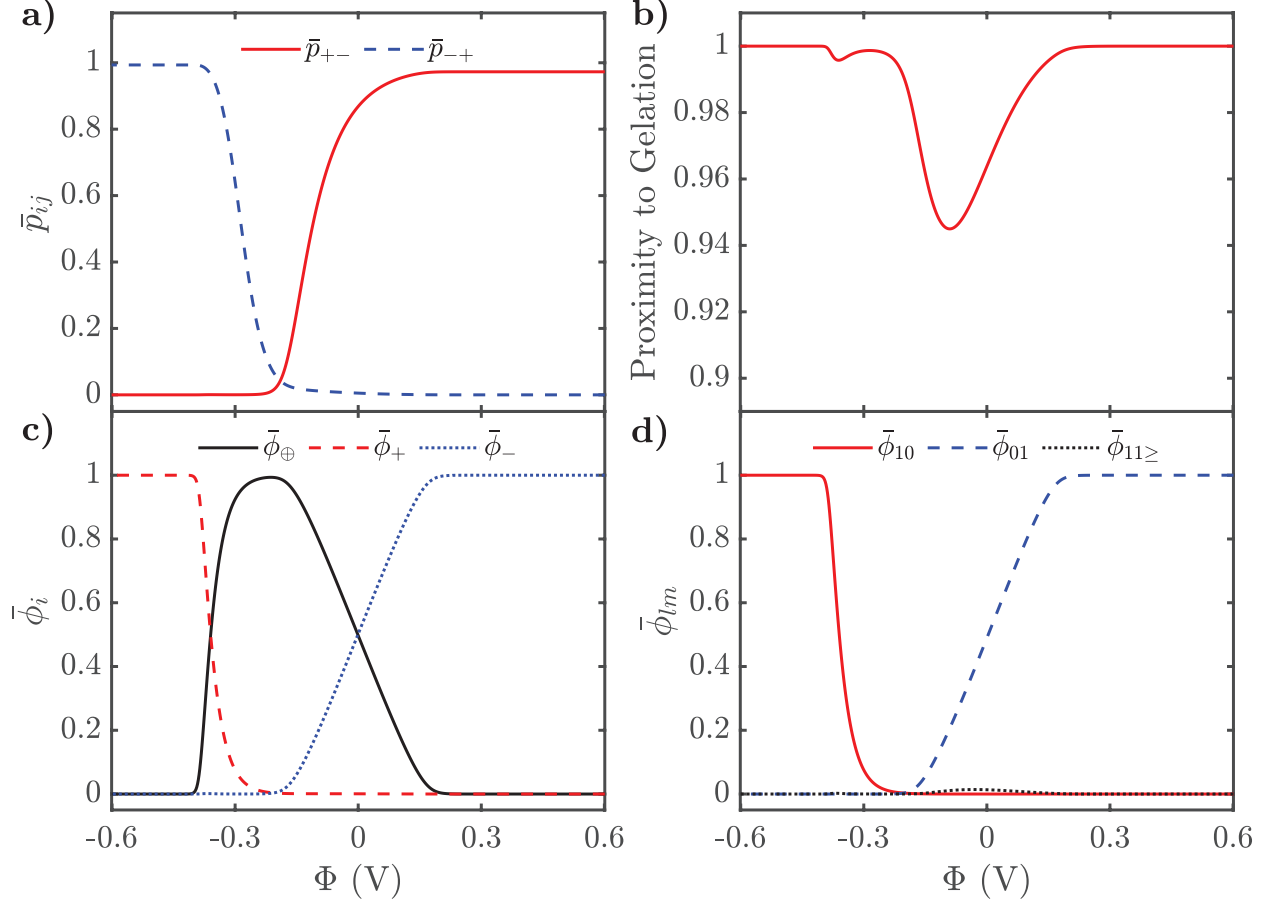 a)
p̄₊₋ p̄₋₊
1
0.8
0.6
0.4
0.2
0
p̄ᵢⱼ
b)
1
0.98
0.96
0.94
0.92
0.9
Proximity to Gelation
c)
ϕ̄⊕ ϕ̄₊ ϕ̄₋
1
0.8
0.6
0.4
0.2
0
ϕ̄ᵢ
-0.6 -0.3 0 0.3 0.6
Φ (V)
d)
ϕ̄₁₀ ϕ̄₀₁ ϕ̄₁₁≥
1
0.8
0.6
0.4
0.2
0
ϕ̄ₗₘ
-0.6 -0.3 0 0.3 0.6
Φ (V)